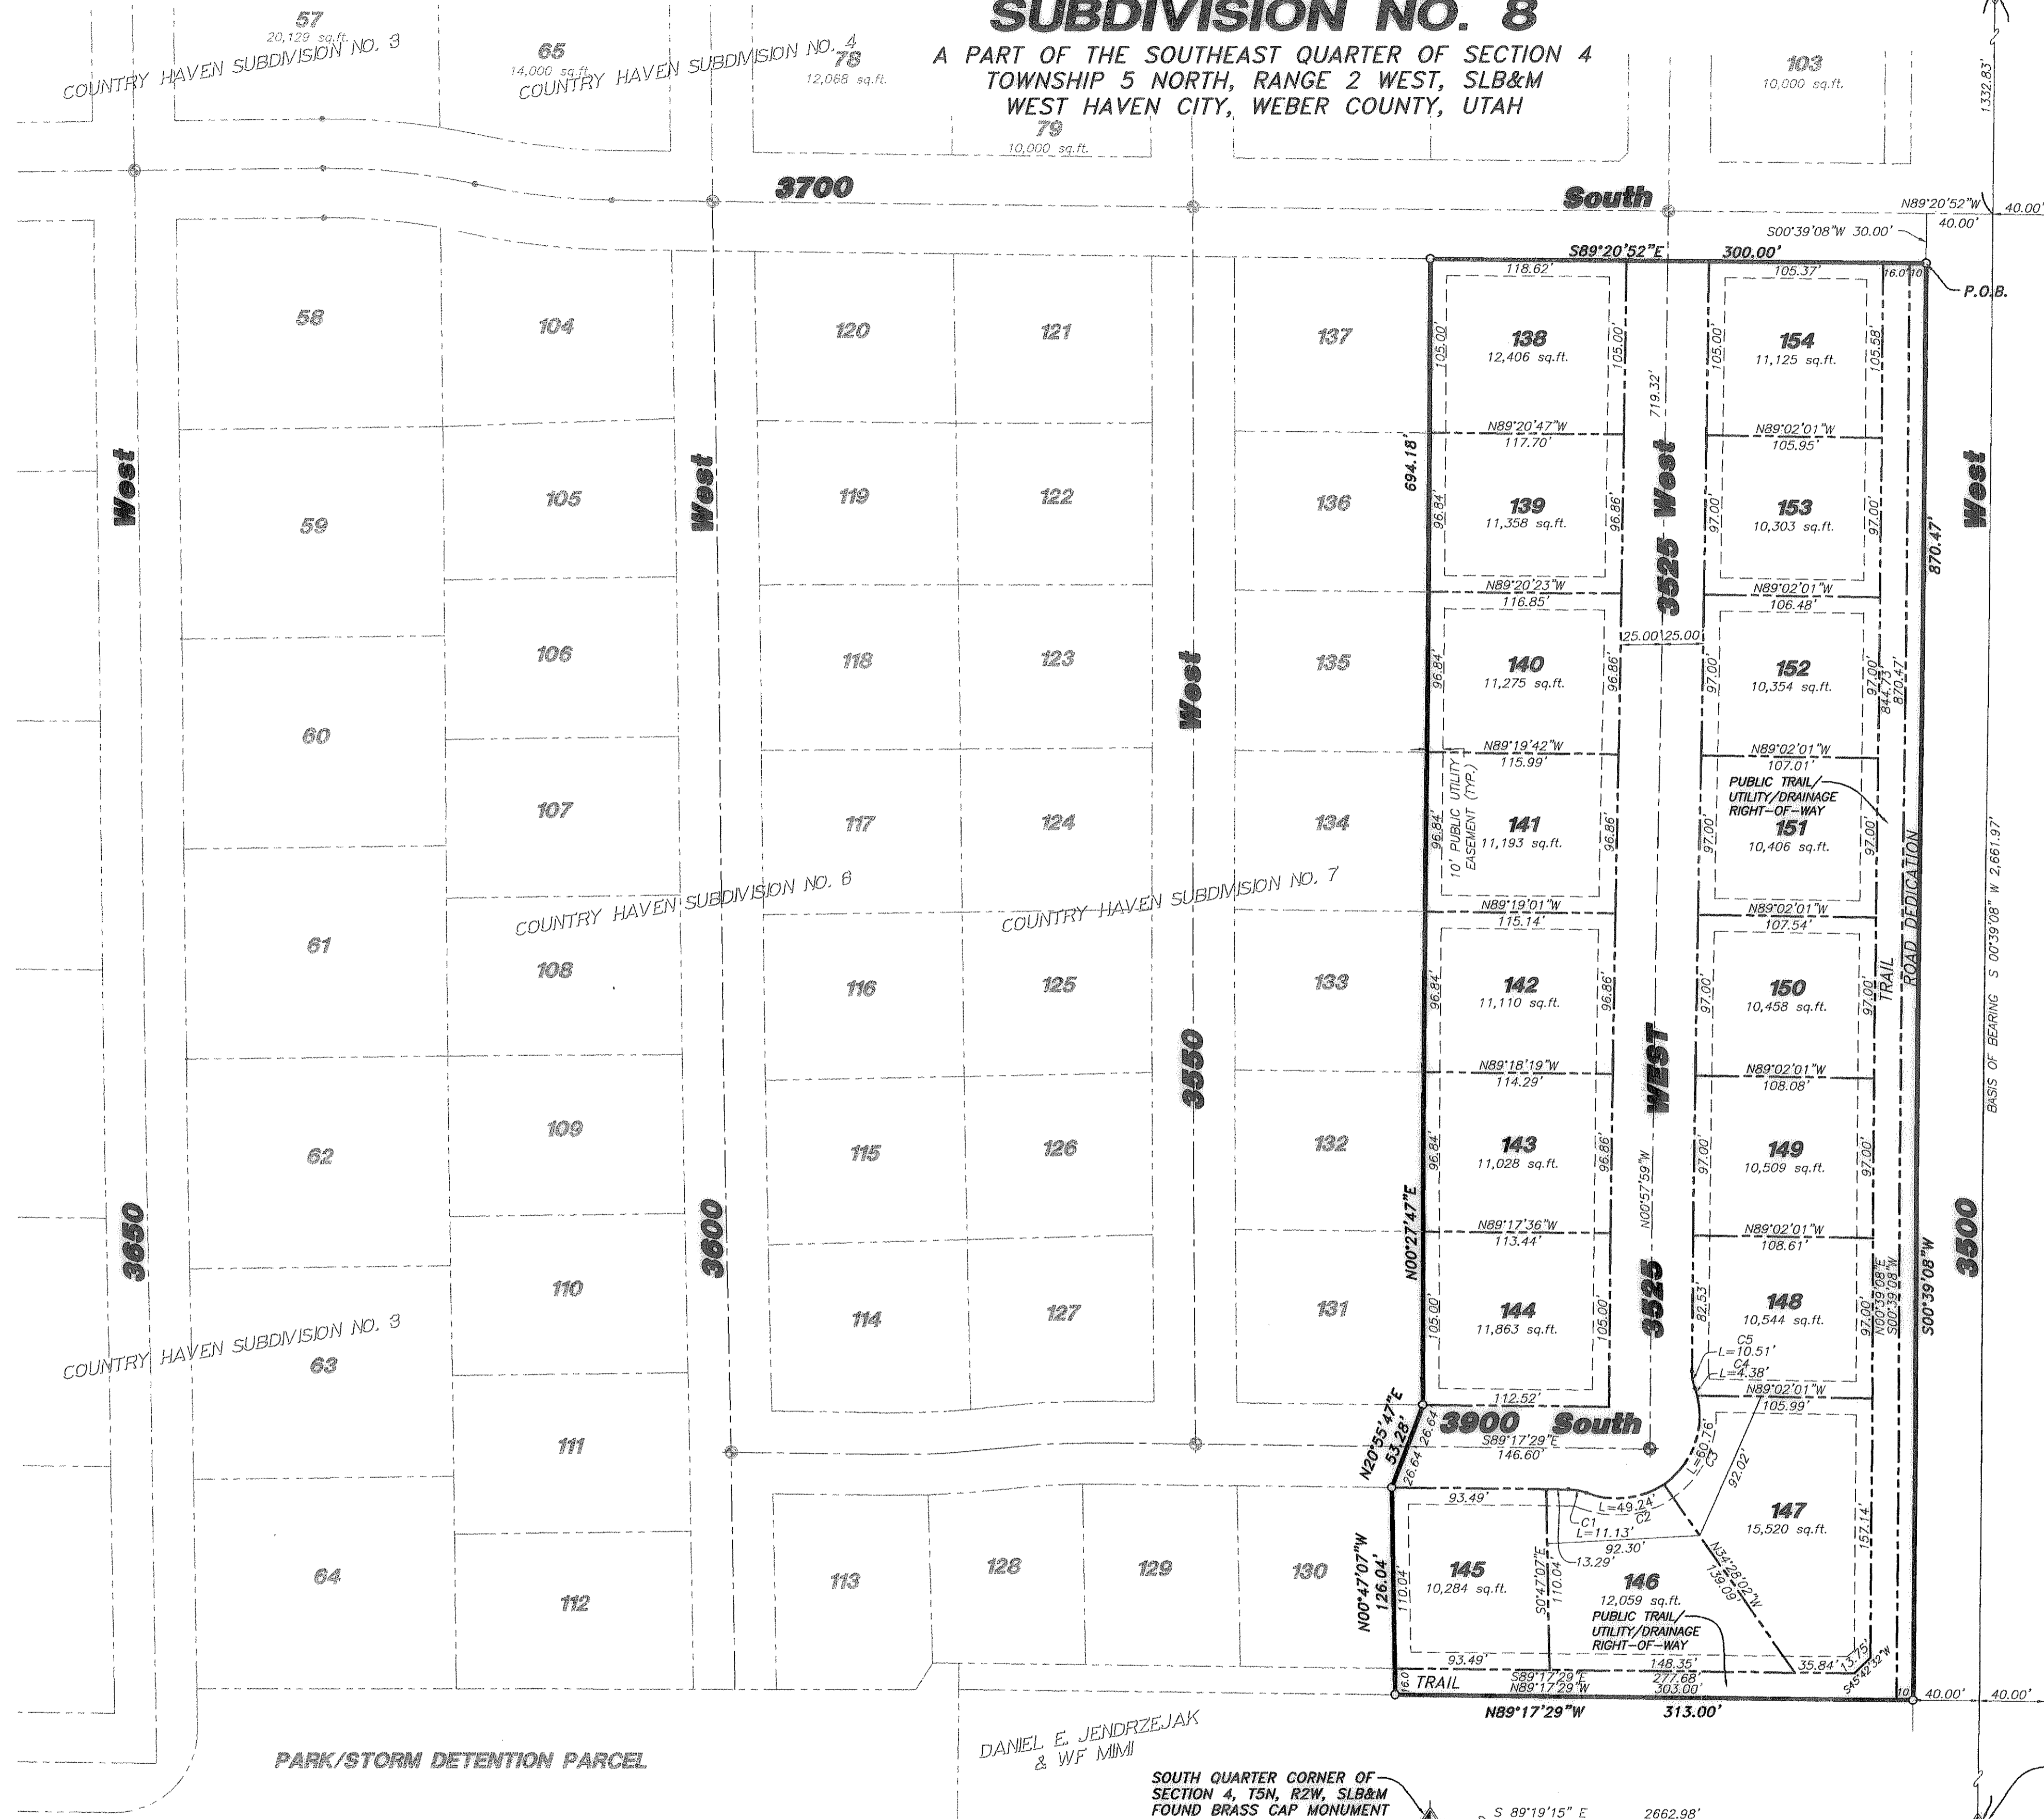 SUBDIVISION NO. 8
A PART OF THE SOUTHEAST QUARTER OF SECTION 4
TOWNSHIP 5 NORTH, RANGE 2 WEST, SLB&M
WEST HAVEN CITY, WEBER COUNTY, UTAH
57
20,129 sq.ft.
COUNTRY HAVEN SUBDIVISION NO. 3
65
14,000 sq.ft.
COUNTRY HAVEN SUBDIVISION NO. 4
78
12,068 sq.ft.
79
10,000 sq.ft.
103
10,000 sq.ft.
1332.83'
3700 South
N89°20'52"W
40.00'
40.00'
S00°39'08"W 30.00'
S89°20'52"E 300.00'
P.O.B.
118.62'
105.37'
16.0'
10'
58
59
60
61
62
63
64
104
105
106
107
108
109
110
111
112
120
119
118
117
116
115
114
113
121
122
123
124
125
126
127
128
129
130
137
136
135
134
133
132
131
West
3650
West
3600
West
3550
West
3500
COUNTRY HAVEN SUBDIVISION NO. 6
COUNTRY HAVEN SUBDIVISION NO. 7
COUNTRY HAVEN SUBDIVISION NO. 3
694.18'
N00°27'47"E
105.00'
138
12,406 sq.ft.
105.00'
N89°20'47"W
117.70'
96.84'
139
11,358 sq.ft.
96.86'
N89°20'23"W
116.85'
96.84'
140
11,275 sq.ft.
96.86'
N89°19'42"W
115.99'
10' PUBLIC UTILITY
EASEMENT (TYP.)
96.84'
141
11,193 sq.ft.
96.86'
N89°19'01"W
115.14'
96.84'
142
11,110 sq.ft.
96.86'
N89°18'19"W
114.29'
96.84'
143
11,028 sq.ft.
96.86'
N89°17'36"W
113.44'
105.00'
144
11,863 sq.ft.
105.00'
112.52'
719.32'
3525 West
25.00' 25.00'
3525 WEST
N00°57'59"W
105.00'
154
11,125 sq.ft.
105.58'
N89°02'01"W
105.95'
97.00'
153
10,303 sq.ft.
97.00'
N89°02'01"W
106.48'
97.00'
152
10,354 sq.ft.
97.00'
844.73'
870.47'
N89°02'01"W
107.01'
PUBLIC TRAIL/
UTILITY/DRAINAGE
RIGHT-OF-WAY
97.00'
151
10,406 sq.ft.
97.00'
N89°02'01"W
107.54'
97.00'
150
10,458 sq.ft.
97.00'
N89°02'01"W
108.08'
97.00'
149
10,509 sq.ft.
97.00'
N89°02'01"W
108.61'
82.53'
148
10,544 sq.ft.
97.00'
C5
L=10.51'
C4
L=4.38'
N89°02'01"W
105.99'
TRAIL
ROAD DEDICATION
N00°39'08"E
S00°39'08"W
870.47'
S00°39'08"W
BASIS OF BEARING S 00°39'08" W 2,661.97'
3900 South
N20°55'47"E
53.28'
26.64'
26.64'
S89°17'29"E
146.60'
L=60.76'
C3
92.02'
93.49'
L=49.24'
C2
C1
L=11.13'
92.30'
13.29'
147
15,520 sq.ft.
157.14'
N00°47'07"W
126.04'
110.04'
145
10,284 sq.ft.
S0°47'07"E
110.04'
146
12,059 sq.ft.
N34°28'02"W
139.09'
PUBLIC TRAIL/
UTILITY/DRAINAGE
RIGHT-OF-WAY
93.49'
148.35'
35.84'
13.75'
S45°42'32"W
16.0'
TRAIL
S89°17'29"E 277.68'
N89°17'29"W 303.00'
10'
40.00'
40.00'
N89°17'29"W 313.00'
PARK/STORM DETENTION PARCEL
DANIEL E. JENDRZEJAK
& WF MIMI
SOUTH QUARTER CORNER OF
SECTION 4, T5N, R2W, SLB&M
FOUND BRASS CAP MONUMENT
S 89°19'15" E 2662.98'